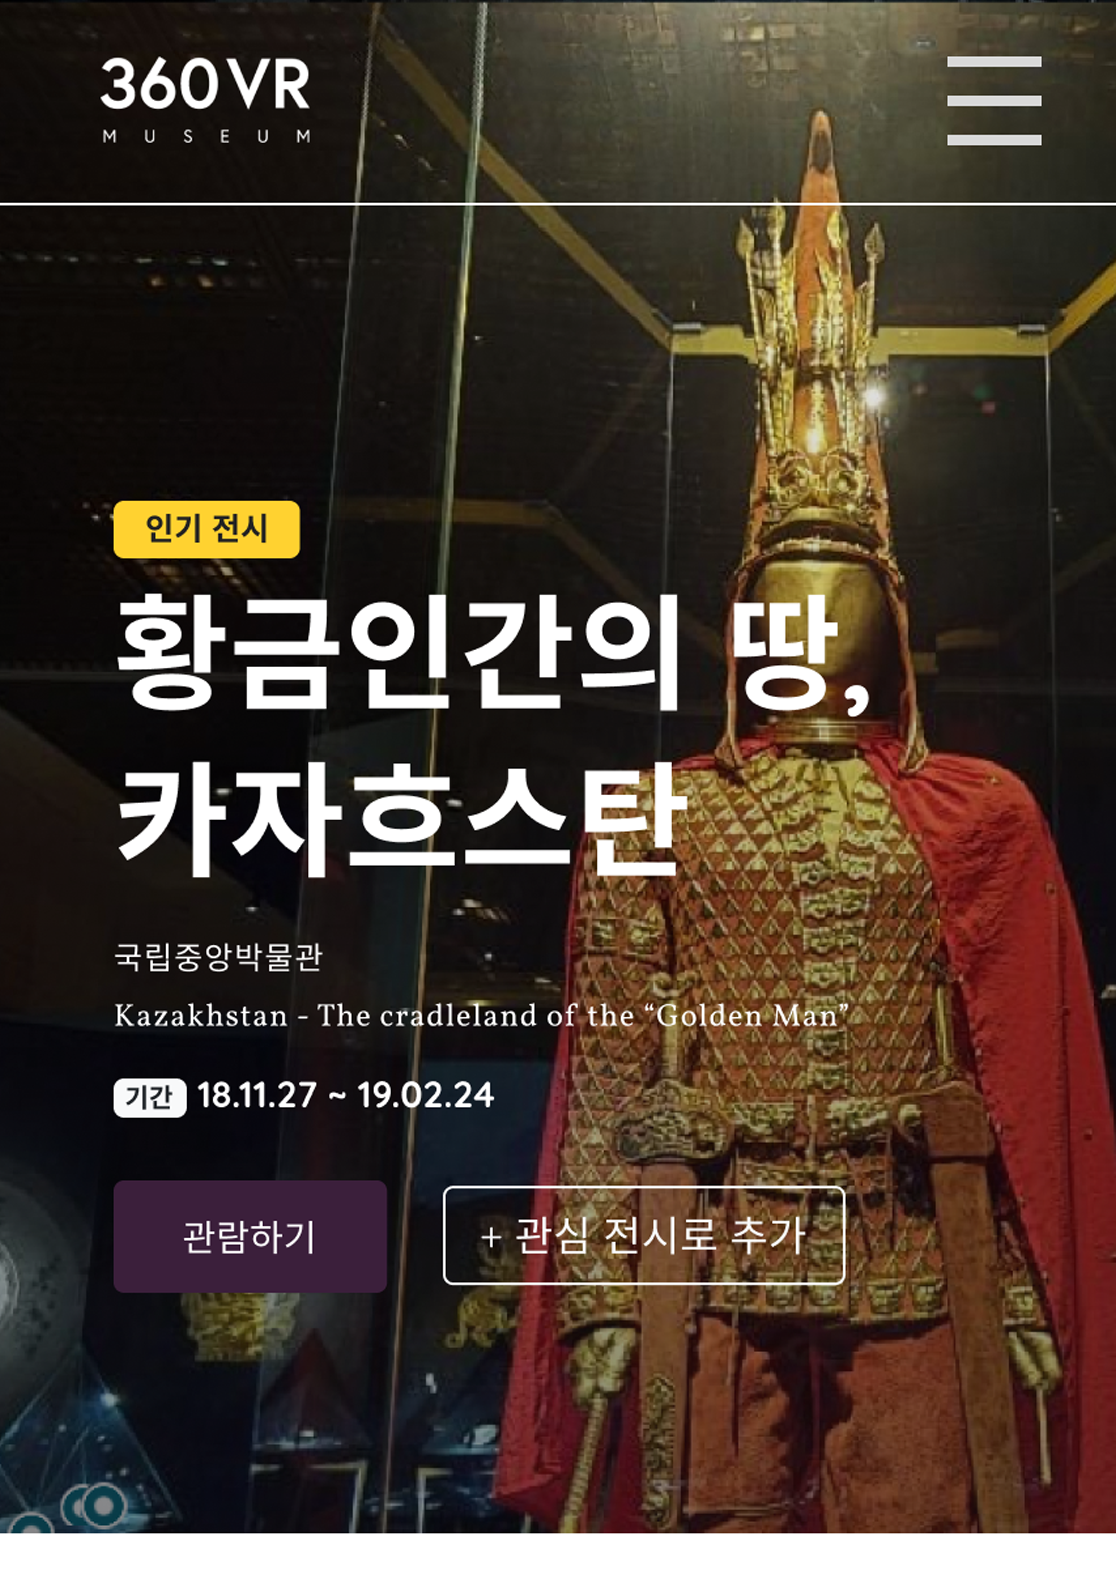 360 VR
MUSEUM
인기 전시
황금인간의 땅,
카자흐스탄
국립중앙박물관
Kazakhstan - The cradleland of the “Golden Man”
기간 18.11.27 ~ 19.02.24
관람하기
+ 관심 전시로 추가